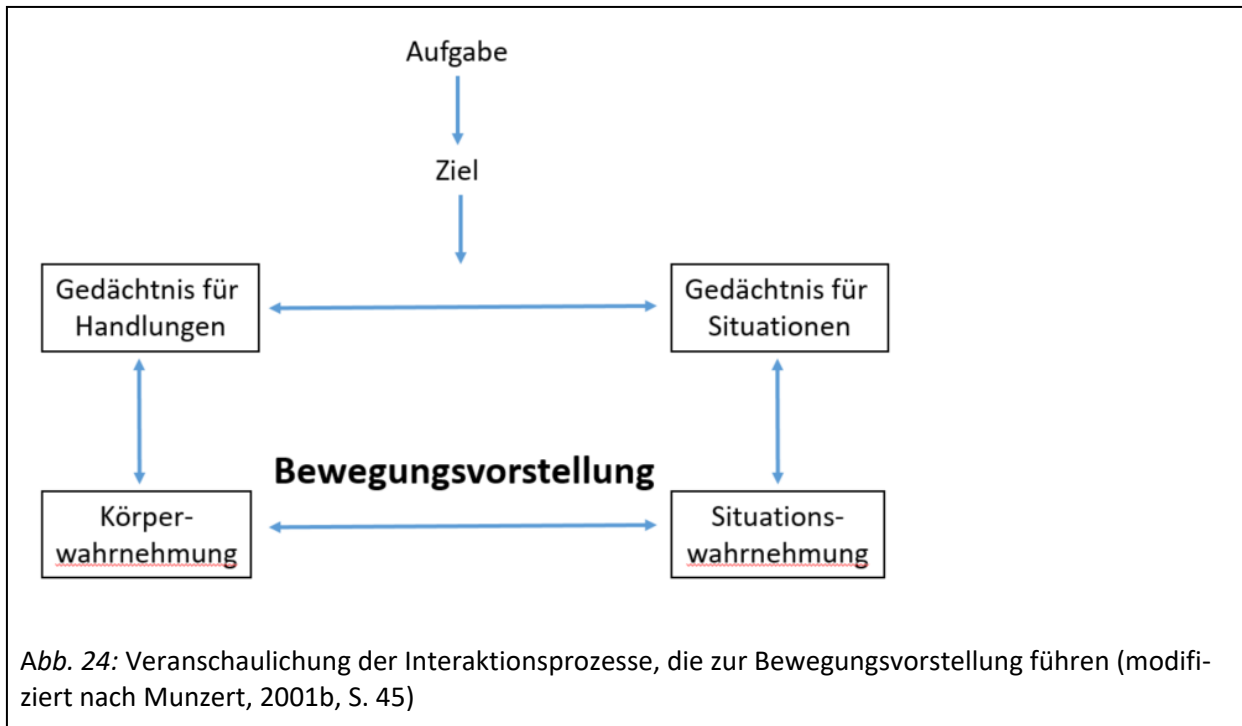 Aufgabe
Ziel
Gedächtnis für
Handlungen
Gedächtnis für
Situationen
Bewegungsvorstellung
Körper-
wahrnehmung
Situations-
wahrnehmung
Abb. 24: Veranschaulichung der Interaktionsprozesse, die zur Bewegungsvorstellung führen (modifi-
ziert nach Munzert, 2001b, S. 45)